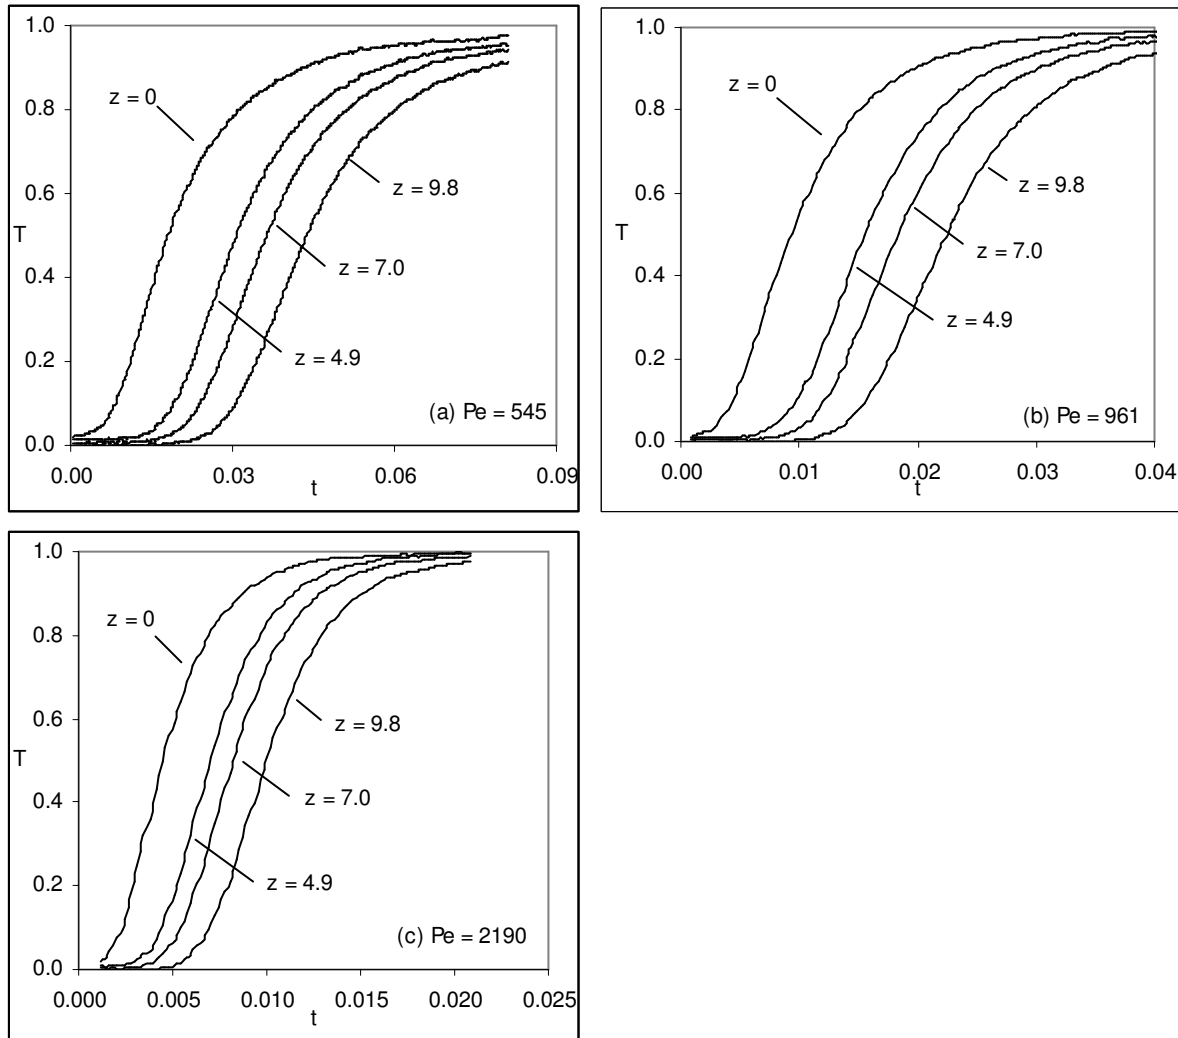 1.0
0.8
z = 0
0.6
z = 9.8
T
z = 7.0
0.4
z = 4.9
0.2
(a) Pe = 545
0.0
0.00 0.03 0.06 0.09
t
1.0
0.8
z = 0
0.6
z = 9.8
T
z = 7.0
0.4
z = 4.9
0.2
(b) Pe = 961
0.0
0.00 0.01 0.02 0.03 0.04
t
1.0
0.8
z = 0
0.6
z = 9.8
T
z = 7.0
0.4
z = 4.9
0.2
(c) Pe = 2190
0.0
0.000 0.005 0.010 0.015 0.020 0.025
t